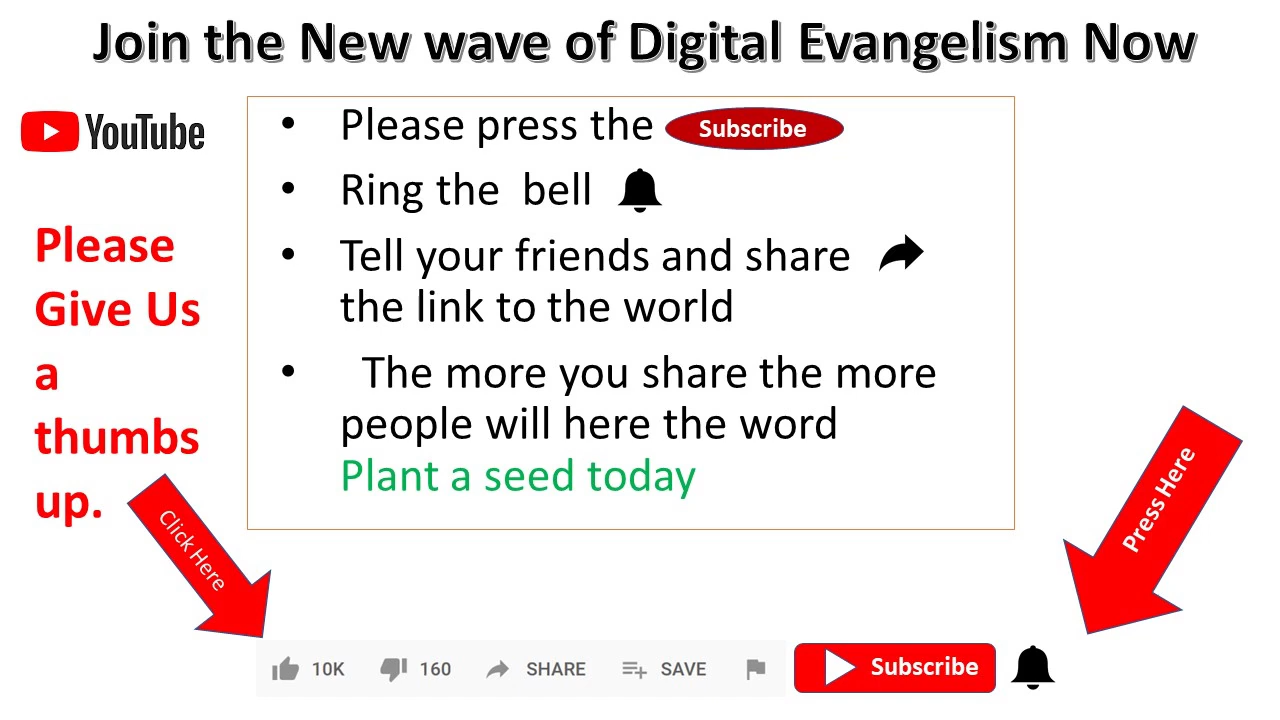 Join the New wave of Digital Evangelism Now
YouTube
Please
Give Us
a
thumbs
up.
• Please press the Subscribe
• Ring the bell
• Tell your friends and share
the link to the world
• The more you share the more
people will here the word
Plant a seed today
Click Here
Press Here
10K 160 SHARE SAVE Subscribe